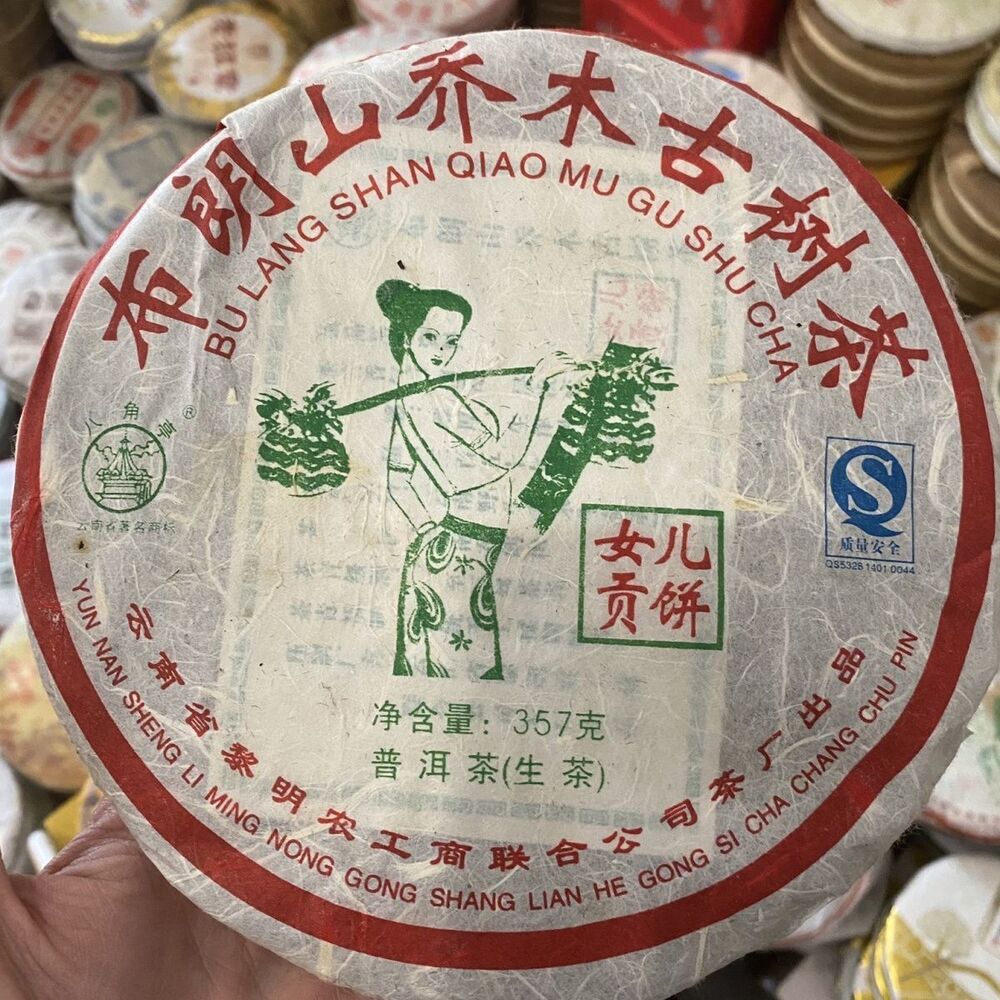 布朗山乔木古树茶
BU LANG SHAN QIAO MU GU SHU CHA
八角亭®
云南省著名商标
女儿
贡饼
质量安全
QS5328 1401 0044
净含量：357克
普洱茶(生茶)
云南省黎明农工商联合公司茶厂出品
YUN NAN SHENG LI MING NONG GONG SHANG LIAN HE GONG SI CHA CHANG CHU PIN